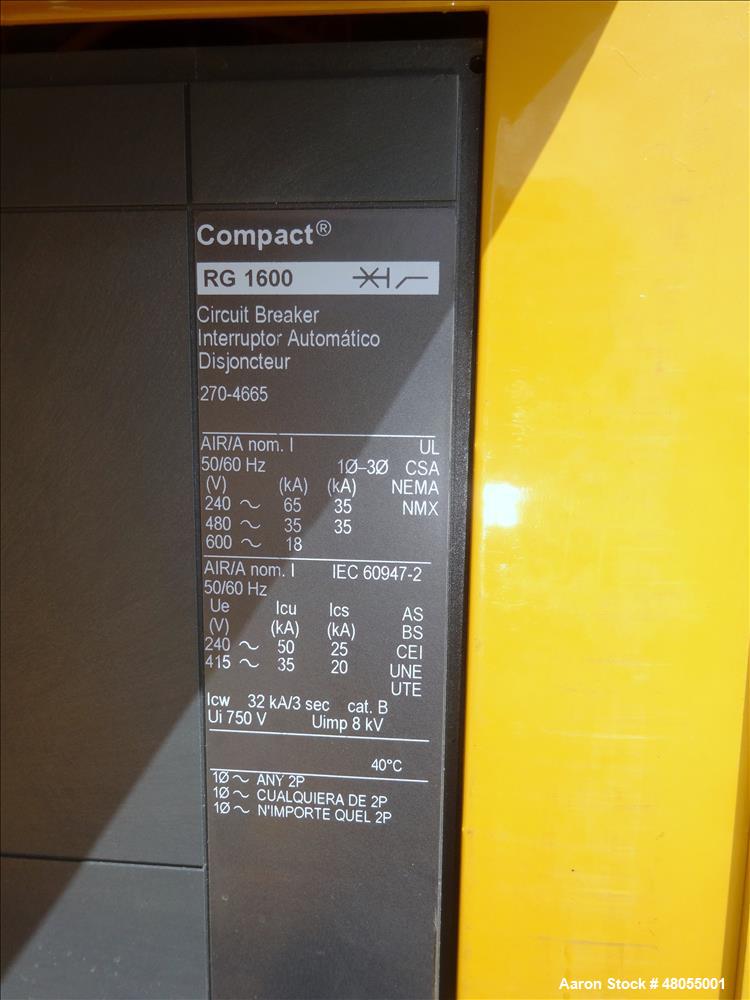 Compact®
RG 1600
Circuit Breaker
Interruptor Automático
Disjoncteur
270-4665
AIR/A nom. I UL
50/60 Hz 1Ø–3Ø CSA
(V) (kA) (kA) NEMA
240 ~ 65 35 NMX
480 ~ 35 35
600 ~ 18
AIR/A nom. I IEC 60947-2
50/60 Hz
Ue Icu Ics AS
(V) (kA) (kA) BS
240 ~ 50 25 CEI
415 ~ 35 20 UNE
UTE
Icw 32 kA/3 sec cat. B
Ui 750 V Uimp 8 kV
40°C
1Ø ~ ANY 2P
1Ø ~ CUALQUIERA DE 2P
1Ø ~ N'IMPORTE QUEL 2P
Aaron Stock # 48055001